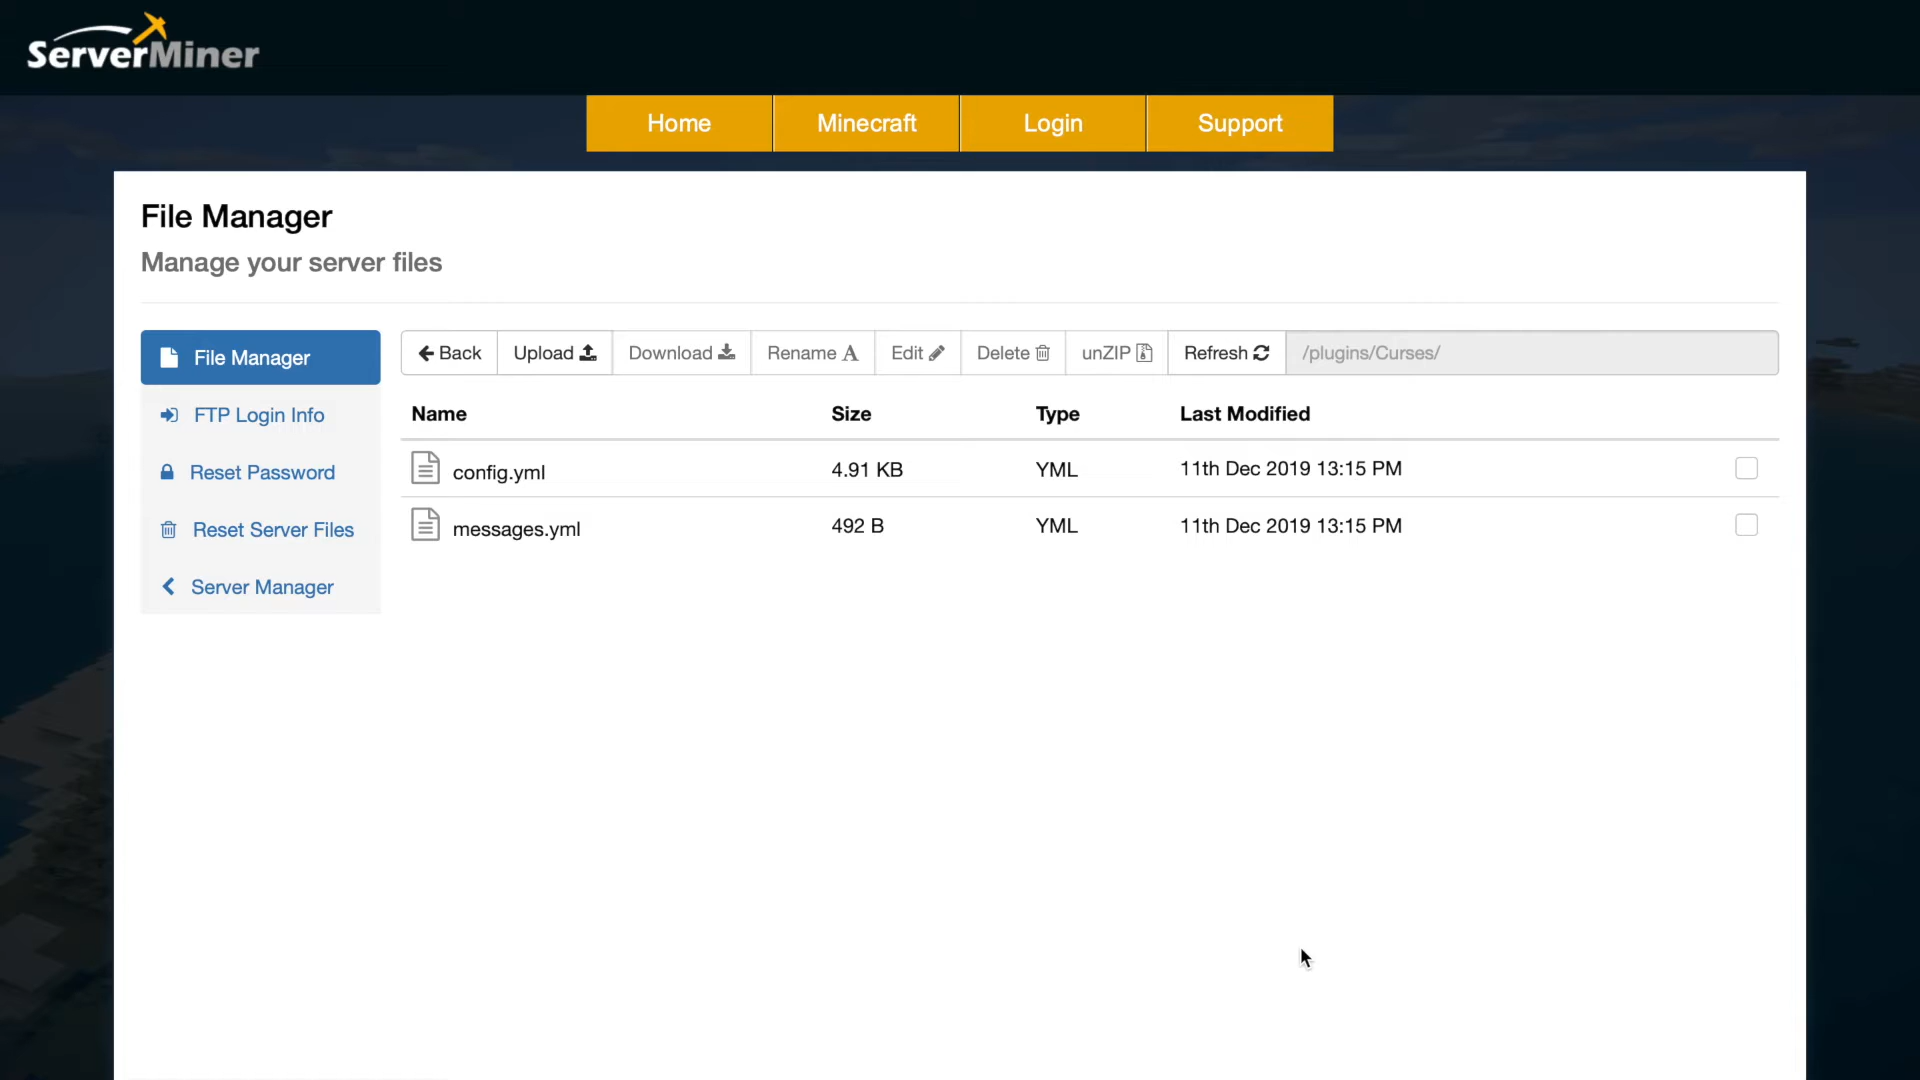 ServerMiner
Home Minecraft Login Support
File Manager
Manage your server files
File Manager
FTP Login Info
Reset Password
Reset Server Files
Server Manager
Back Upload Download Rename Edit Delete unZIP Refresh /plugins/Curses/
Name Size Type Last Modified
config.yml 4.91 KB YML 11th Dec 2019 13:15 PM
messages.yml 492 B YML 11th Dec 2019 13:15 PM